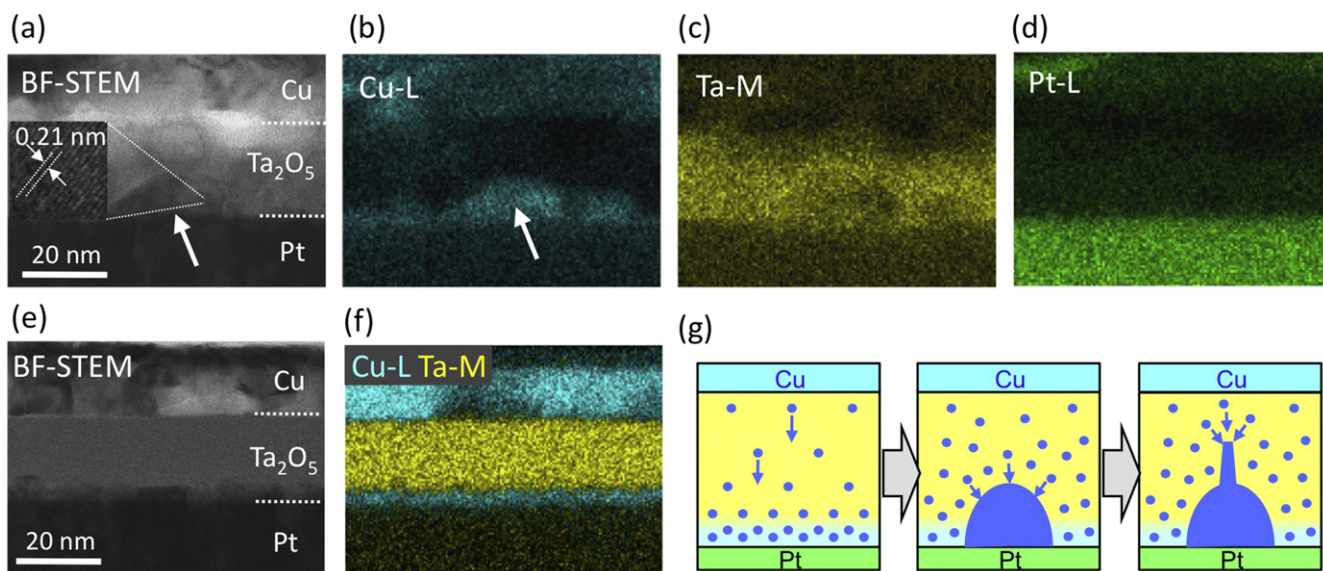 (a)
BF-STEM
Cu
0.21 nm
Ta2O5
Pt
20 nm
(b)
Cu-L
(c)
Ta-M
(d)
Pt-L
(e)
BF-STEM
Cu
Ta2O5
Pt
20 nm
(f)
Cu-L Ta-M
(g)
Cu
Pt
Cu
Pt
Cu
Pt